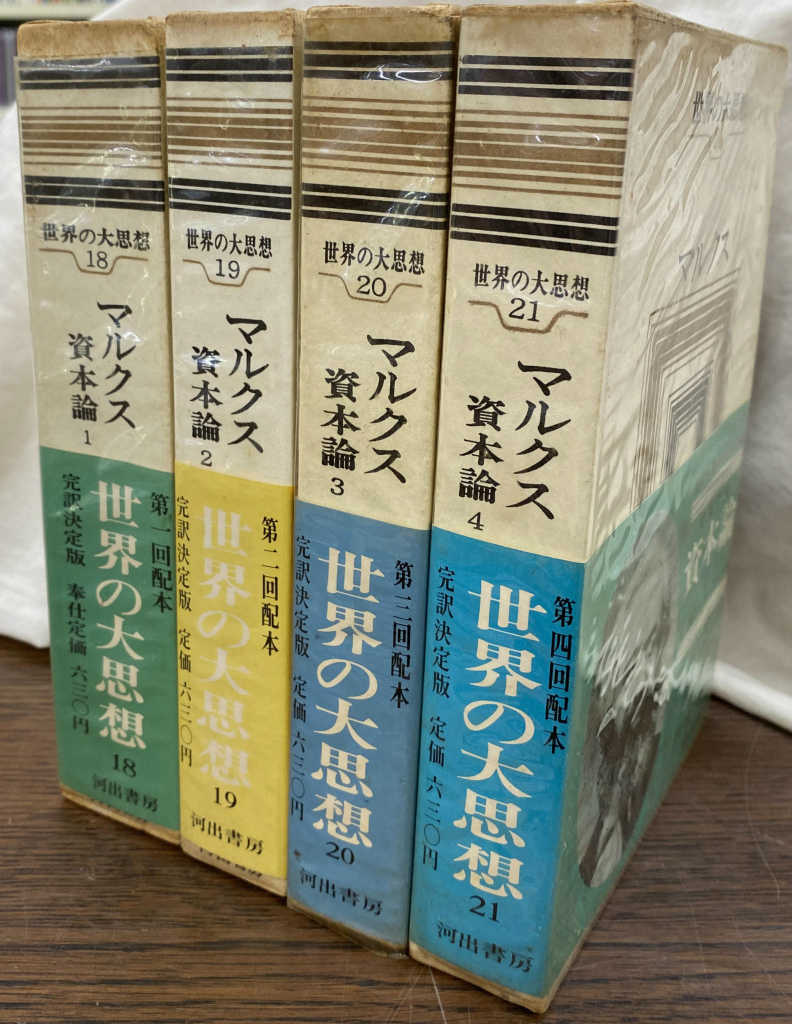 世界の大思想
18
マルクス
資本論
1
第一回配本
世界の大思想
18
完訳決定版 奉仕定価 六三〇円
河出書房
世界の大思想
19
マルクス
資本論
2
第二回配本
世界の大思想
19
完訳決定版 定価 六三〇円
河出書房
世界の大思想
20
マルクス
資本論
3
第三回配本
世界の大思想
20
完訳決定版 定価 六三〇円
河出書房
世界の大思想
21
マルクス
資本論
4
第四回配本
世界の大思想
21
完訳決定版 定価 六三〇円
河出書房
世界の大思想
マルクス
資本論